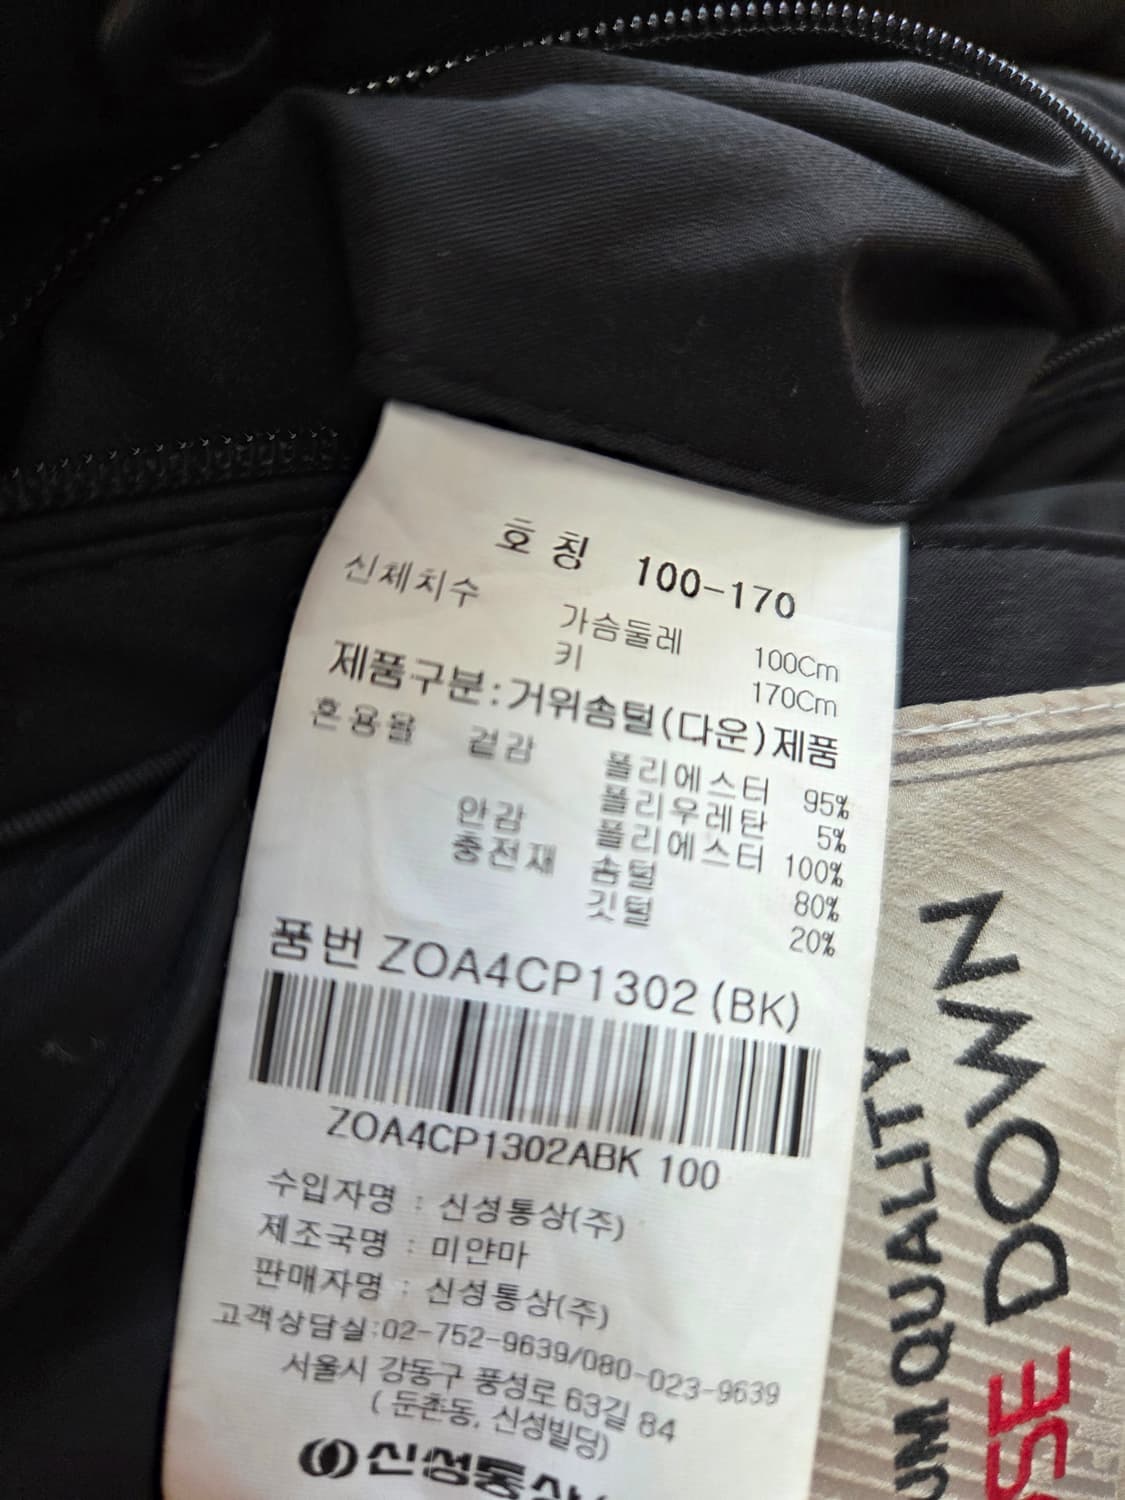 호 칭 100-170
신체치수 가슴둘레 100Cm
키 170Cm
제품구분:거위솜털(다운)제품
혼용율 겉감 폴리에스터 95%
폴리우레탄 5%
안감 폴리에스터 100%
충전재 솜털 80%
깃털 20%
품번 ZOA4CP1302 (BK)
ZOA4CP1302ABK 100
수입자명 : 신성통상(주)
제조국명 : 미얀마
판매자명 : 신성통상(주)
고객상담실:02-752-9639/080-023-9639
서울시 강동구 풍성로 63길 84
( 둔촌동, 신성빌딩)
신성통상(
UM QUALITY
SE DOWN